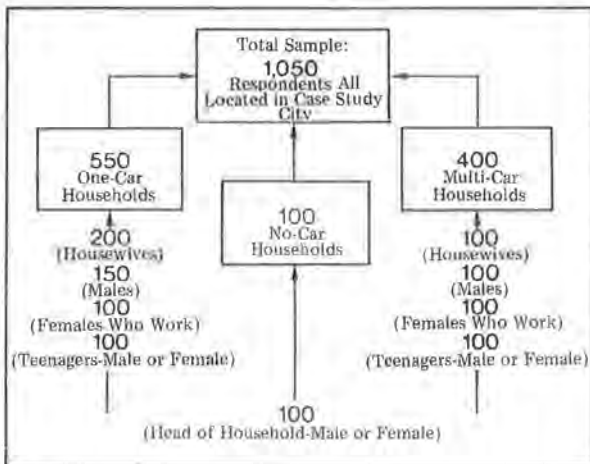 Total Sample:
1,050
Respondents All
Located in Case Study
City
550
One-Car
Households
100
No-Car
Households
400
Multi-Car
Households
200
(Housewives)
150
(Males)
100
(Females Who Work)
100
(Teenagers-Male or Female)
100
(Housewives)
100
(Males)
100
(Females Who Work)
100
(Teenagers-Male or Female)
100
(Head of Household-Male or Female)